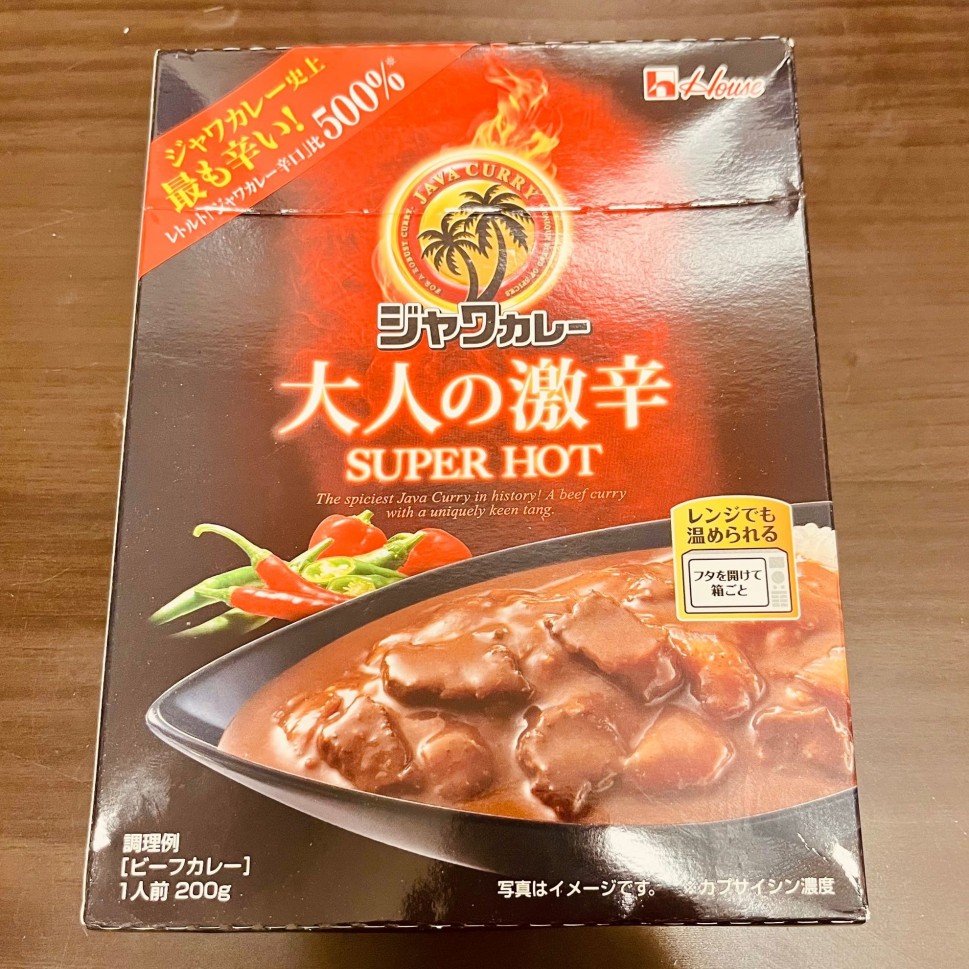 ジャワカレー史上
最も辛い!
レトルト「ジャワカレー辛口」比500%※
House
JAVA CURRY
FOR A ROBUST CURRY.
ジャワカレー
大人の激辛
SUPER HOT
The spiciest Java Curry in history! A beef curry
with a uniquely keen tang.
レンジでも
温められる
フタを開けて
箱ごと
調理例
[ビーフカレー]
1人前 200g
写真はイメージです。
※カプサイシン濃度